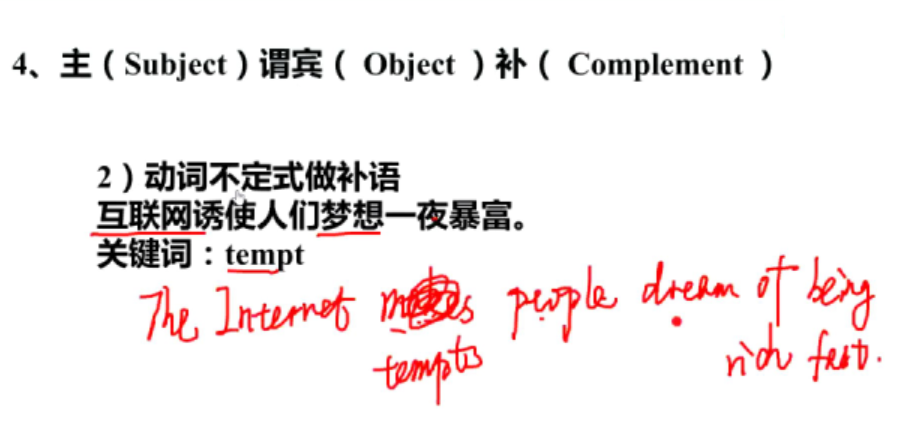 4、主（Subject）谓宾（ Object ）补（ Complement ）
2）动词不定式做补语
互联网诱使人们梦想一夜暴富。
关键词：tempt
The Internet people dream of being
tempts rich fast.